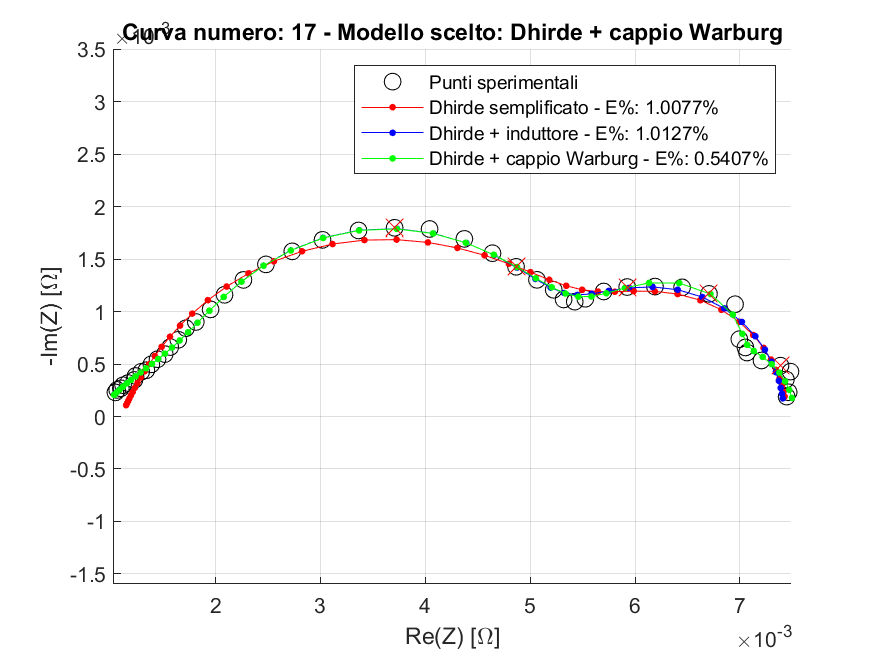 Curva numero: 17 - Modello scelto: Dhirde + cappio Warburg
×10⁻³
3.5
3
2.5
2
1.5
1
0.5
0
-0.5
-1
-1.5
-Im(Z) [Ω]
Punti sperimentali
Dhirde semplificato - E%: 1.0077%
Dhirde + induttore - E%: 1.0127%
Dhirde + cappio Warburg - E%: 0.5407%
2 3 4 5 6 7
Re(Z) [Ω]
×10⁻³